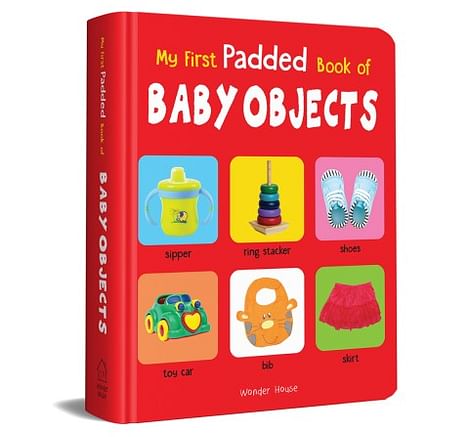 My First Padded Book of
BABY OBJECTS
sipper
ring stacker
shoes
toy car
bib
skirt
Wonder House
My First Padded Book of
BABY OBJECTS